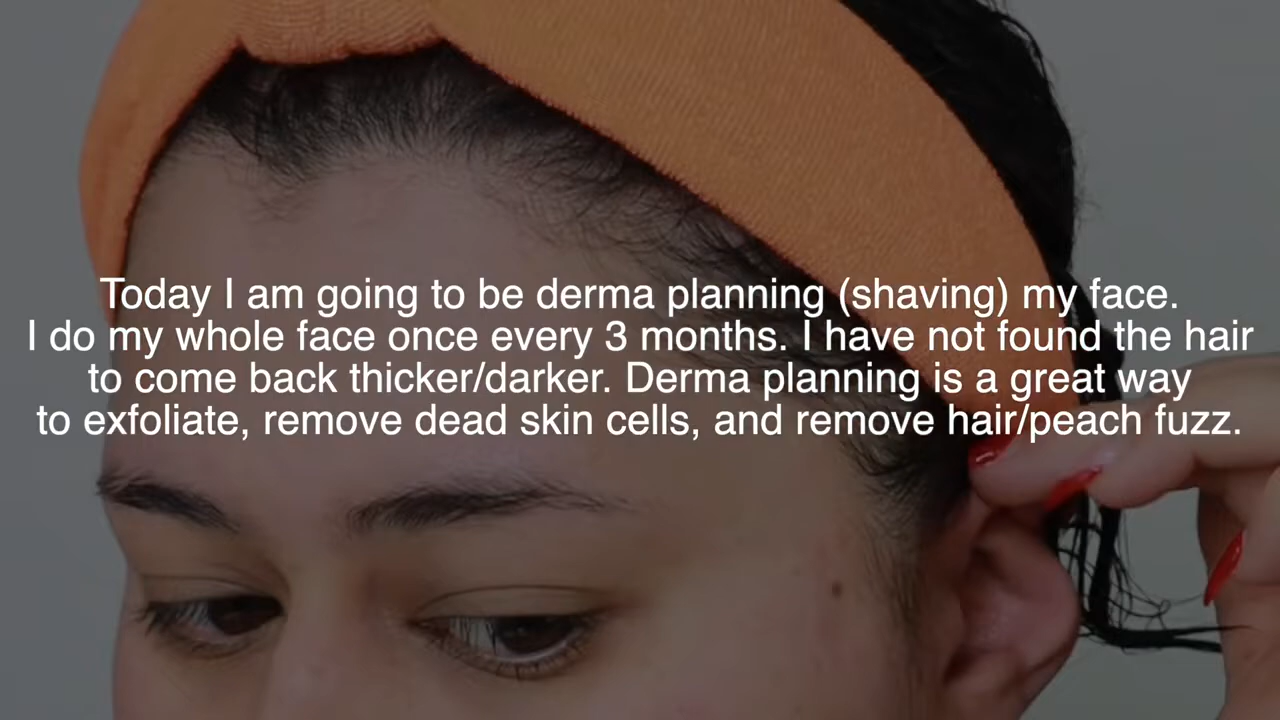 Today I am going to be derma planning (shaving) my face.
I do my whole face once every 3 months. I have not found the hair
to come back thicker/darker. Derma planning is a great way
to exfoliate, remove dead skin cells, and remove hair/peach fuzz.